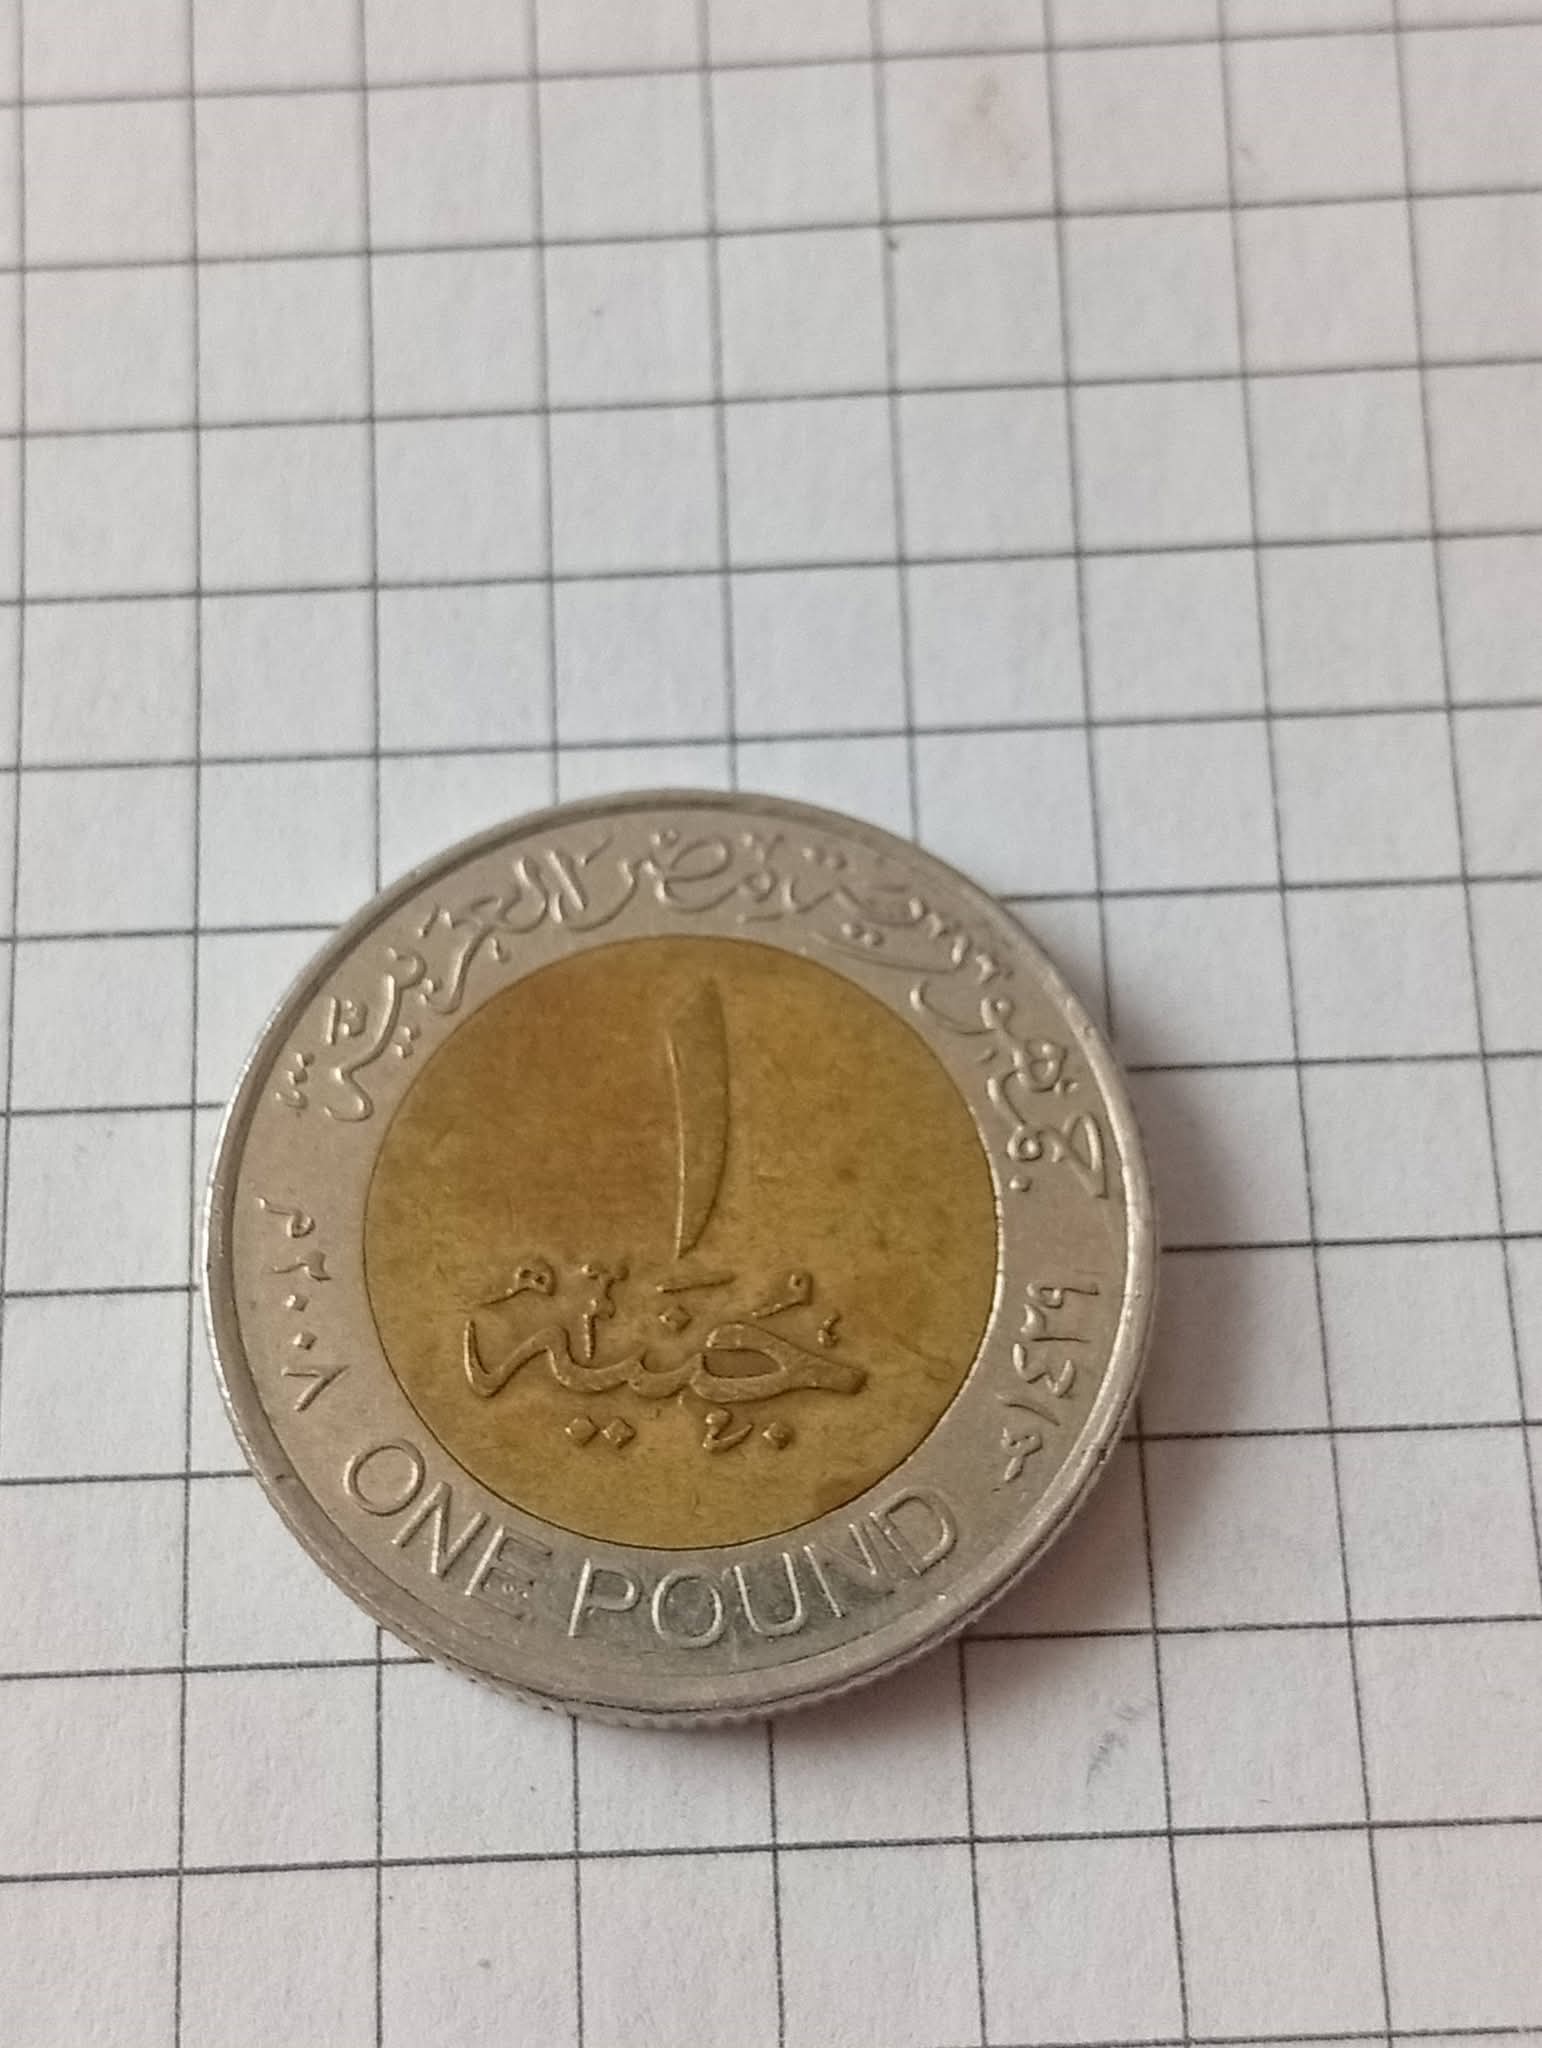 جمهورية مصر العربية
١
جنيه
١٤٢٩هـ
٢٠٠٨م
ONE POUND